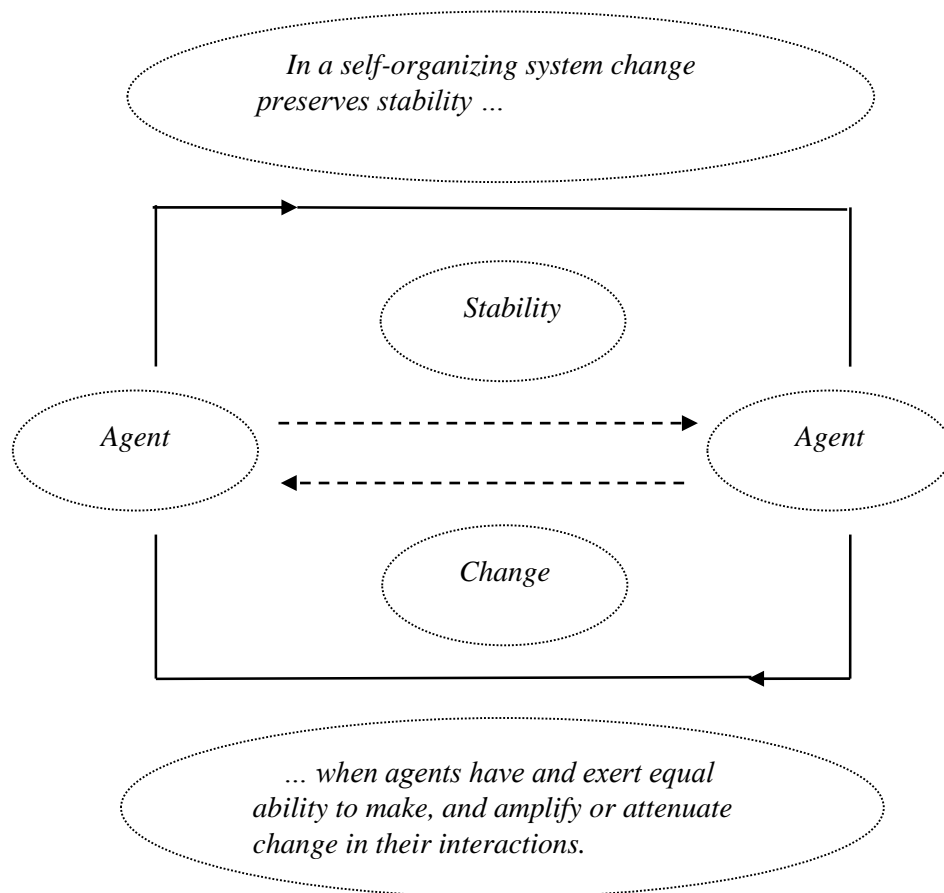 In a self-organizing system change
preserves stability …
Stability
Agent
Agent
Change
… when agents have and exert equal
ability to make, and amplify or attenuate
change in their interactions.